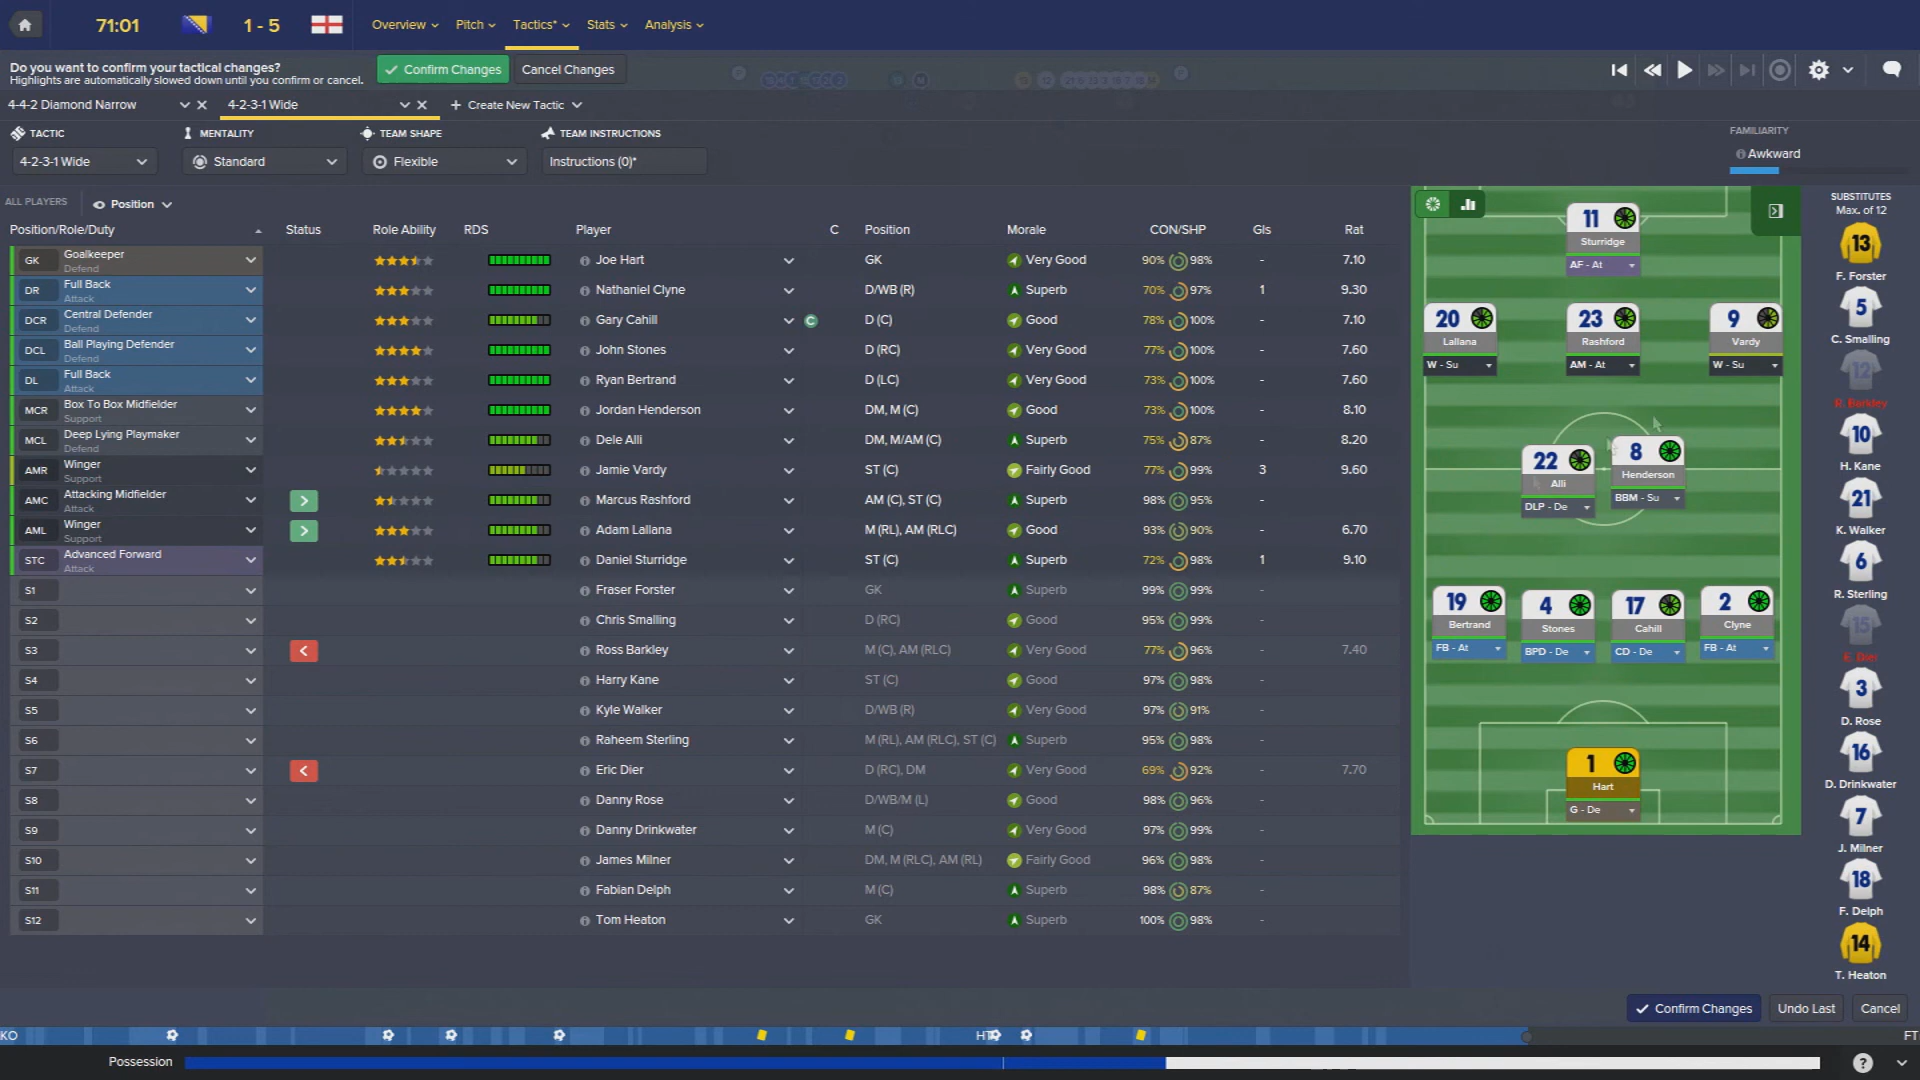 71:01
1 - 5
Overview
Pitch
Tactics*
Stats
Analysis
Do you want to confirm your tactical changes?
Highlights are automatically slowed down until you confirm or cancel.
Confirm Changes
Cancel Changes
4-4-2 Diamond Narrow
4-2-3-1 Wide
Create New Tactic
TACTIC
MENTALITY
TEAM SHAPE
TEAM INSTRUCTIONS
FAMILIARITY
4-2-3-1 Wide
Standard
Flexible
Instructions (0)*
Awkward
ALL PLAYERS
Position
Position/Role/Duty Status Role Ability RDS Player C Position Morale CON/SHP Gls Rat
GK Goalkeeper Defend Joe Hart GK Very Good 90% 98% - 7.10
DR Full Back Attack Nathaniel Clyne D/WB (R) Superb 70% 97% 1 9.30
DCR Central Defender Defend Gary Cahill C D (C) Good 78% 100% - 7.10
DCL Ball Playing Defender Defend John Stones D (RC) Very Good 77% 100% - 7.60
DL Full Back Attack Ryan Bertrand D (LC) Very Good 73% 100% - 7.60
MCR Box To Box Midfielder Support Jordan Henderson DM, M (C) Good 73% 100% - 8.10
MCL Deep Lying Playmaker Defend Dele Alli DM, M/AM (C) Superb 75% 87% - 8.20
AMR Winger Support Jamie Vardy ST (C) Fairly Good 77% 99% 3 9.60
AMC Attacking Midfielder Attack Marcus Rashford AM (C), ST (C) Superb 98% 95% -
AML Winger Support Adam Lallana M (RL), AM (RLC) Good 93% 90% - 6.70
STC Advanced Forward Attack Daniel Sturridge ST (C) Superb 72% 98% 1 9.10
S1 Fraser Forster GK Superb 99% 99% -
S2 Chris Smalling D (RC) Good 95% 99% -
S3 Ross Barkley M (C), AM (RLC) Very Good 77% 96% - 7.40
S4 Harry Kane ST (C) Good 97% 98% -
S5 Kyle Walker D/WB (R) Very Good 97% 91% -
S6 Raheem Sterling M (RL), AM (RLC), ST (C) Superb 95% 98% -
S7 Eric Dier D (RC), DM Very Good 69% 92% - 7.70
S8 Danny Rose D/WB/M (L) Good 98% 96% -
S9 Danny Drinkwater M (C) Very Good 97% 99% -
S10 James Milner DM, M (RLC), AM (RL) Fairly Good 96% 98% -
S11 Fabian Delph M (C) Superb 98% 87% -
S12 Tom Heaton GK Superb 100% 98% -
11
Sturridge
AF - At
20 23 9
Lallana Rashford Vardy
W - Su AM - At W - Su
22 8
Alli Henderson
DLP - De BBM - Su
19 4 17 2
Bertrand Stones Cahill Clyne
FB - At BPD - De CD - De FB - At
1
Hart
G - De
SUBSTITUTES
Max. of 12
13
F. Forster
5
C. Smalling
12
R. Barkley
10
H. Kane
21
K. Walker
6
R. Sterling
15
E. Dier
3
D. Rose
16
D. Drinkwater
7
J. Milner
18
F. Delph
14
T. Heaton
Confirm Changes
Undo Last
Cancel
KO
HT
FT
Possession
?